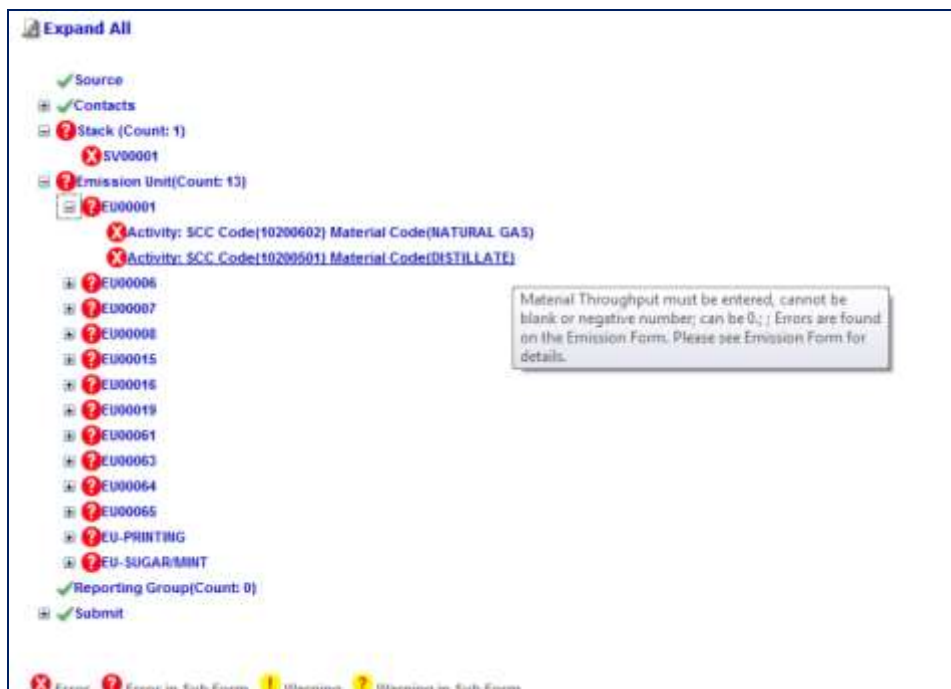 Expand All
Source
Contacts
Stack (Count: 1)
SV00001
Emission Unit(Count: 13)
EU00001
Activity: SCC Code(10200602) Material Code(NATURAL GAS)
Activity: SCC Code(10200501) Material Code(DISTILLATE)
EU00006
Material Throughput must be entered, cannot be
blank or negative number; can be 0.; ; Errors are found
on the Emission Form. Please see Emission Form for
details.
EU00007
EU00008
EU00015
EU00016
EU00019
EU00061
EU00063
EU00064
EU00065
EU-PRINTING
EU-SUGAR/MINT
Reporting Group(Count: 0)
Submit
Error Error in Sub Form Warning Warning in Sub Form